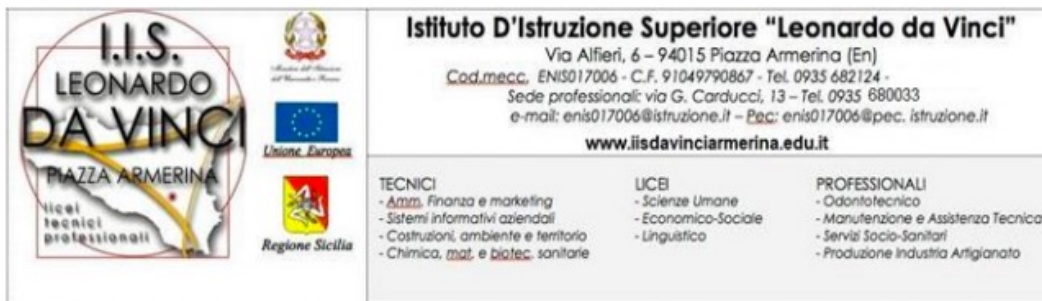 I.I.S.
LEONARDO
DA VINCI
PIAZZA ARMERINA
licei
tecnici
professionali
Unione Europea
Regione Sicilia
Istituto D'Istruzione Superiore “Leonardo da Vinci”
Via Alfieri, 6 – 94015 Piazza Armerina (En)
Cod.mecc. ENIS017006 - C.F. 91049790867 - Tel. 0935 682124 -
Sede professionali: via G. Carducci, 13 – Tel. 0935 680033
e-mail: enis017006@istruzione.it – Pec: enis017006@pec. istruzione.it
www.iisdavinciarmerina.edu.it
TECNICI
- Amm. Finanza e marketing
- Sistemi informativi aziendali
- Costruzioni, ambiente e territorio
- Chimica, mat. e biotec. sanitarie
LICEI
- Scienze Umane
- Economico-Sociale
- Linguistico
PROFESSIONALI
- Odontotecnico
- Manutenzione e Assistenza Tecnica
- Servizi Socio-Sanitari
- Produzione Industria Artigianato